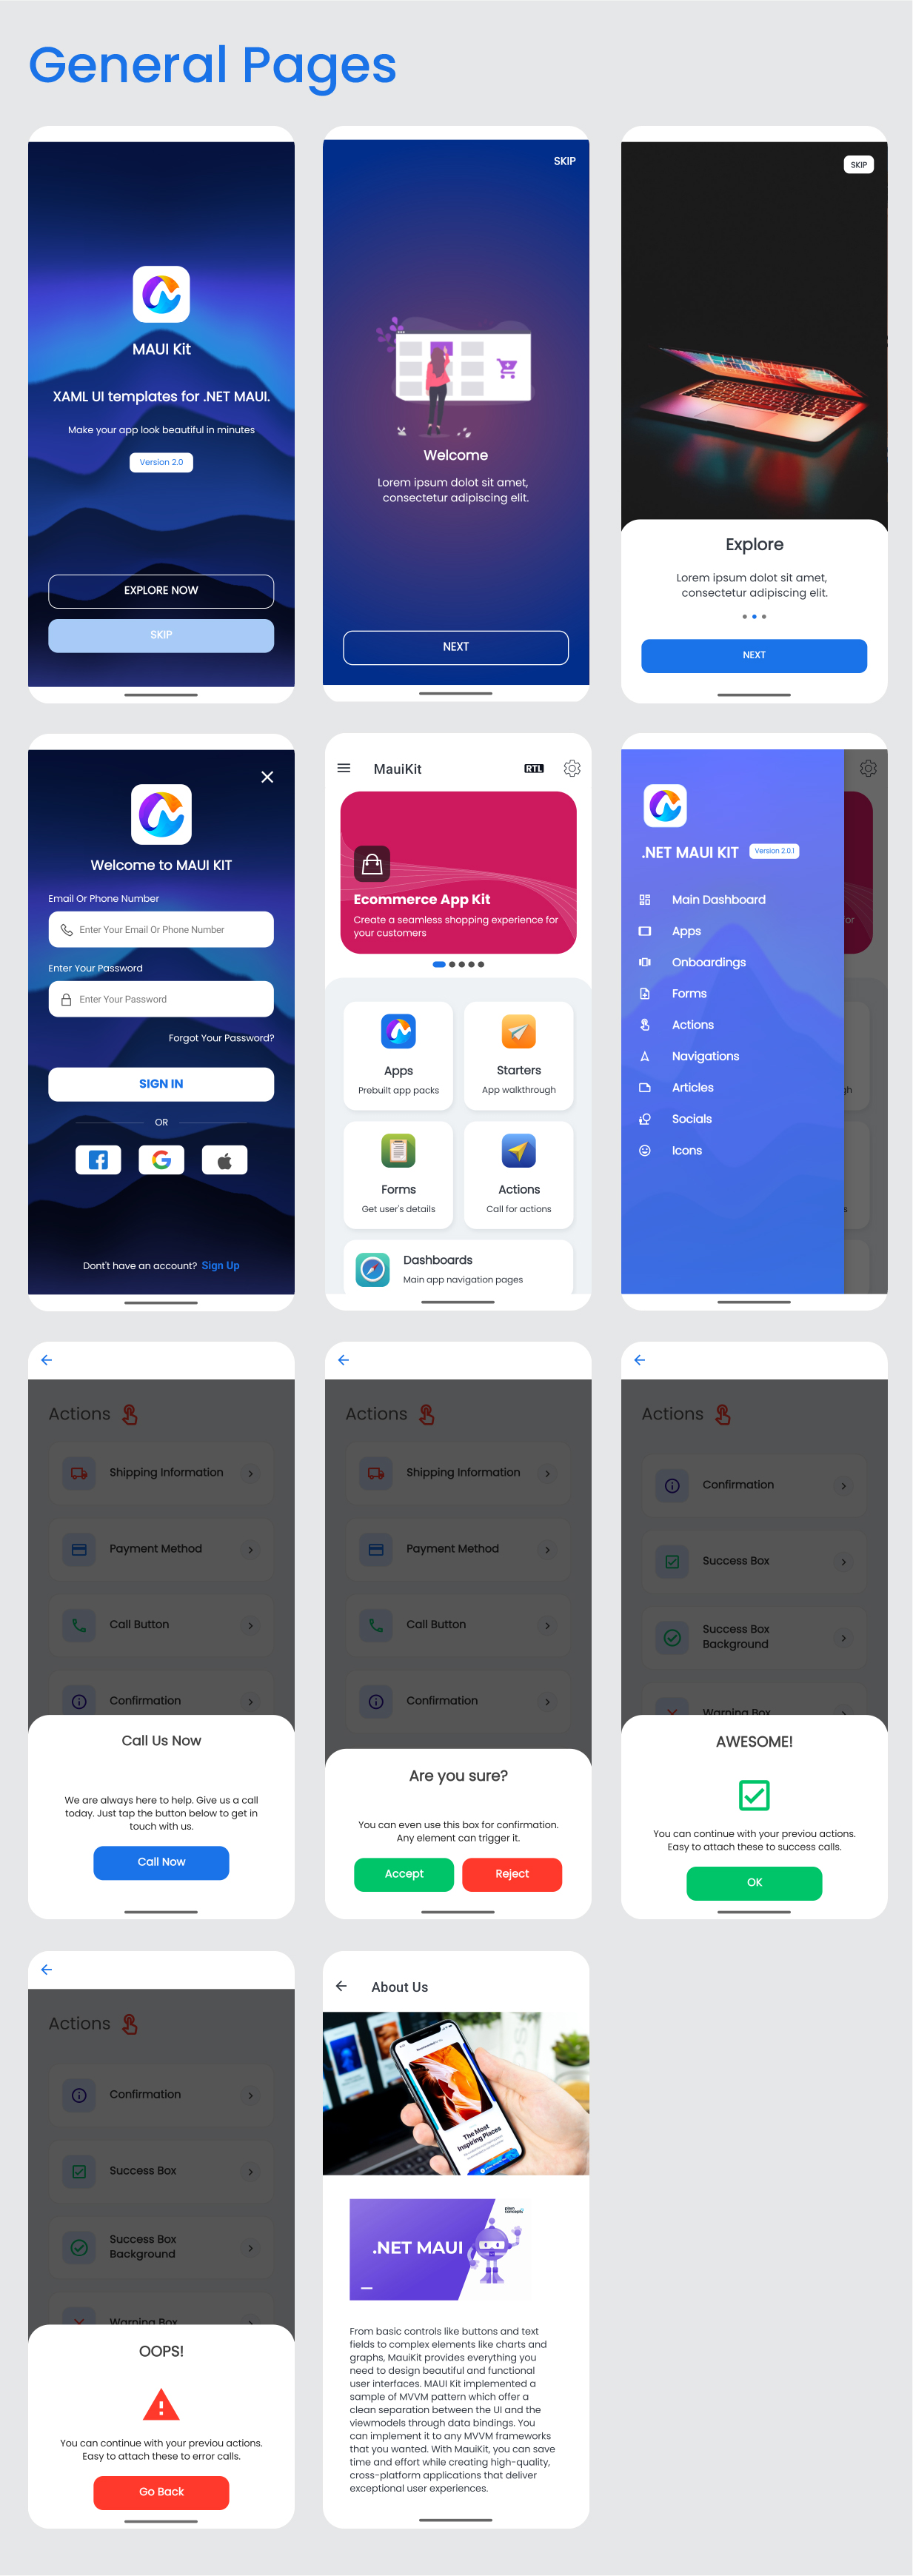 General Pages
MAUI Kit
XAML UI templates for .NET MAUI.
Make your app look beautiful in minutes
Version 2.0
EXPLORE NOW
SKIP
SKIP
Welcome
Lorem ipsum dolot sit amet,
consectetur adipiscing elit.
NEXT
SKIP
Explore
Lorem ipsum dolot sit amet,
consectetur adipiscing elit.
NEXT
Welcome to MAUI KIT
Email Or Phone Number
Enter Your Email Or Phone Number
Enter Your Password
Enter Your Password
Forgot Your Password?
SIGN IN
OR
Dont't have an account? Sign Up
MauiKit
RTL
Ecommerce App Kit
Create a seamless shopping experience for
your customers
Apps
Prebuilt app packs
Starters
App walkthrough
Forms
Get user's details
Actions
Call for actions
Dashboards
Main app navigation pages
.NET MAUI KIT
Version 2.0.1
Main Dashboard
Apps
Onboardings
Forms
Actions
Navigations
Articles
Socials
Icons
Actions
Shipping Information
Payment Method
Call Button
Confirmation
Call Us Now
We are always here to help. Give us a call
today. Just tap the button below to get in
touch with us.
Call Now
Actions
Shipping Information
Payment Method
Call Button
Confirmation
Are you sure?
You can even use this box for confirmation.
Any element can trigger it.
Accept
Reject
Actions
Confirmation
Success Box
Success Box
Background
Warning Box
AWESOME!
You can continue with your previou actions.
Easy to attach these to success calls.
OK
Actions
Confirmation
Success Box
Success Box
Background
Warning Box
OOPS!
You can continue with your previou actions.
Easy to attach these to error calls.
Go Back
About Us
The Most
Inspiring Places
plain
concepts
.NET MAUI
From basic controls like buttons and text
fields to complex elements like charts and
graphs, MauiKit provides everything you
need to design beautiful and functional
user interfaces. MAUI Kit implemented a
sample of MVVM pattern which offer a
clean separation between the UI and the
viewmodels through data bindings. You
can implement it to any MVVM frameworks
that you wanted. With MauiKit, you can save
time and effort while creating high-quality,
cross-platform applications that deliver
exceptional user experiences.